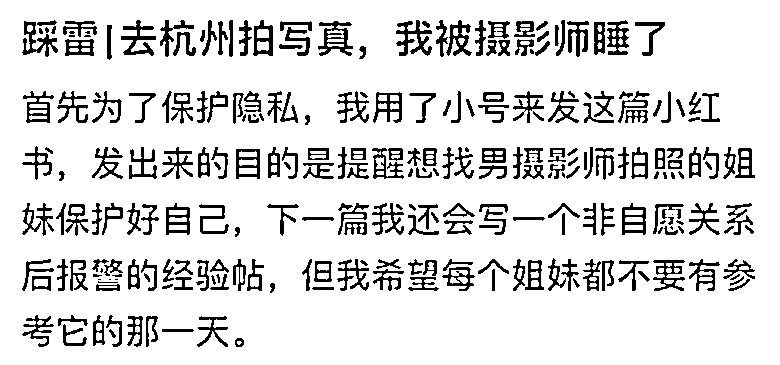 踩雷|去杭州拍写真，我被摄影师睡了
首先为了保护隐私，我用了小号来发这篇小红
书，发出来的目的是提醒想找男摄影师拍照的姐
妹保护好自己，下一篇我还会写一个非自愿关系
后报警的经验帖，但我希望每个姐妹都不要有参
考它的那一天。